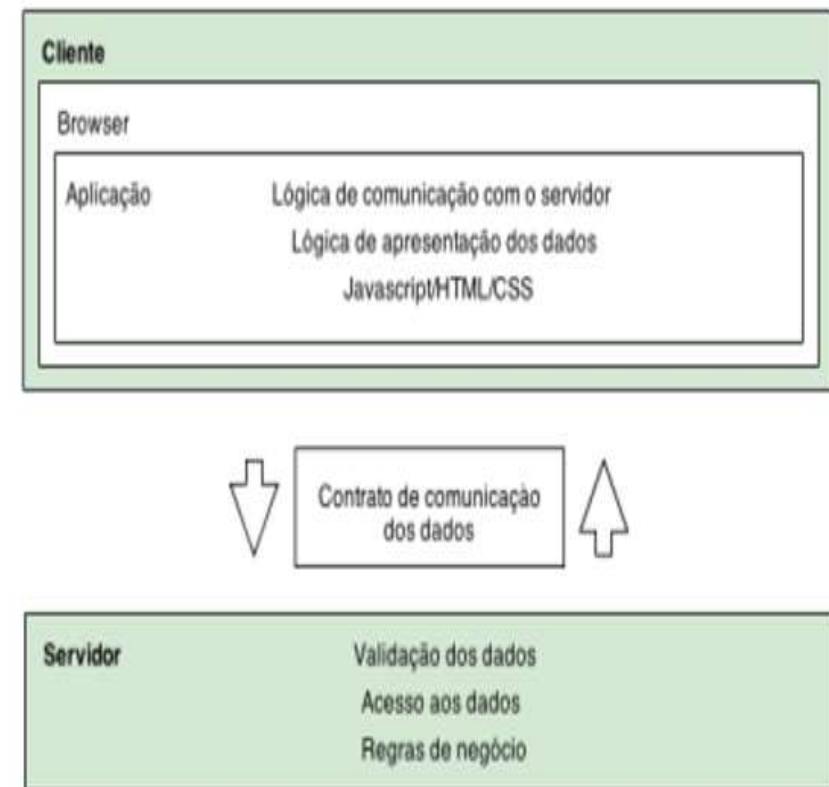 Cliente
Browser
Aplicação
Lógica de comunicação com o servidor
Lógica de apresentação dos dados
Javascript/HTML/CSS
Contrato de comunicação
dos dados
Servidor
Validação dos dados
Acesso aos dados
Regras de negócio